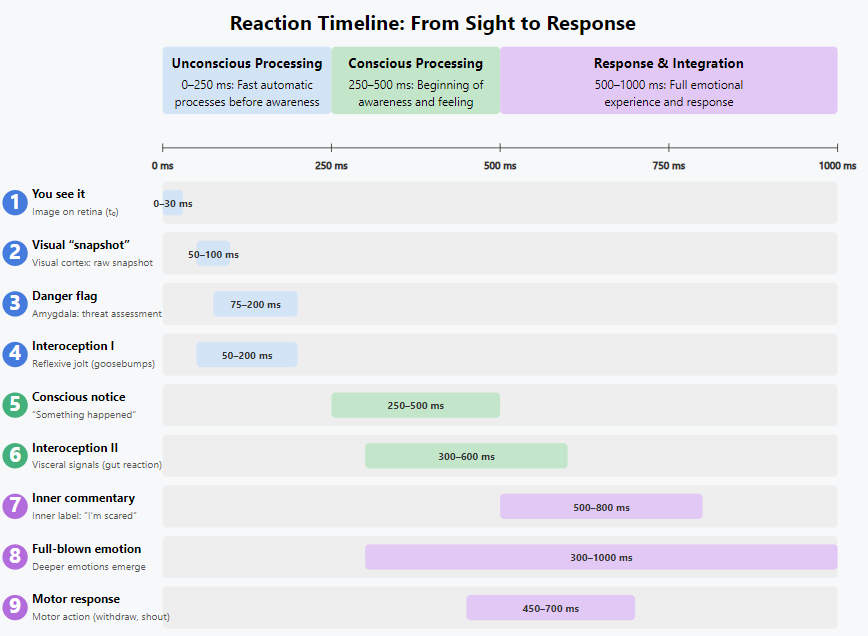 Reaction Timeline: From Sight to Response
Unconscious Processing
0–250 ms: Fast automatic
processes before awareness
Conscious Processing
250–500 ms: Beginning of
awareness and feeling
Response & Integration
500–1000 ms: Full emotional
experience and response
0 ms
250 ms
500 ms
750 ms
1000 ms
1
You see it
Image on retina (t₀)
0–30 ms
2
Visual “snapshot”
Visual cortex: raw snapshot
50–100 ms
3
Danger flag
Amygdala: threat assessment
75–200 ms
4
Interoception I
Reflexive jolt (goosebumps)
50–200 ms
5
Conscious notice
“Something happened”
250–500 ms
6
Interoception II
Visceral signals (gut reaction)
300–600 ms
7
Inner commentary
Inner label: “I’m scared”
500–800 ms
8
Full-blown emotion
Deeper emotions emerge
300–1000 ms
9
Motor response
Motor action (withdraw, shout)
450–700 ms